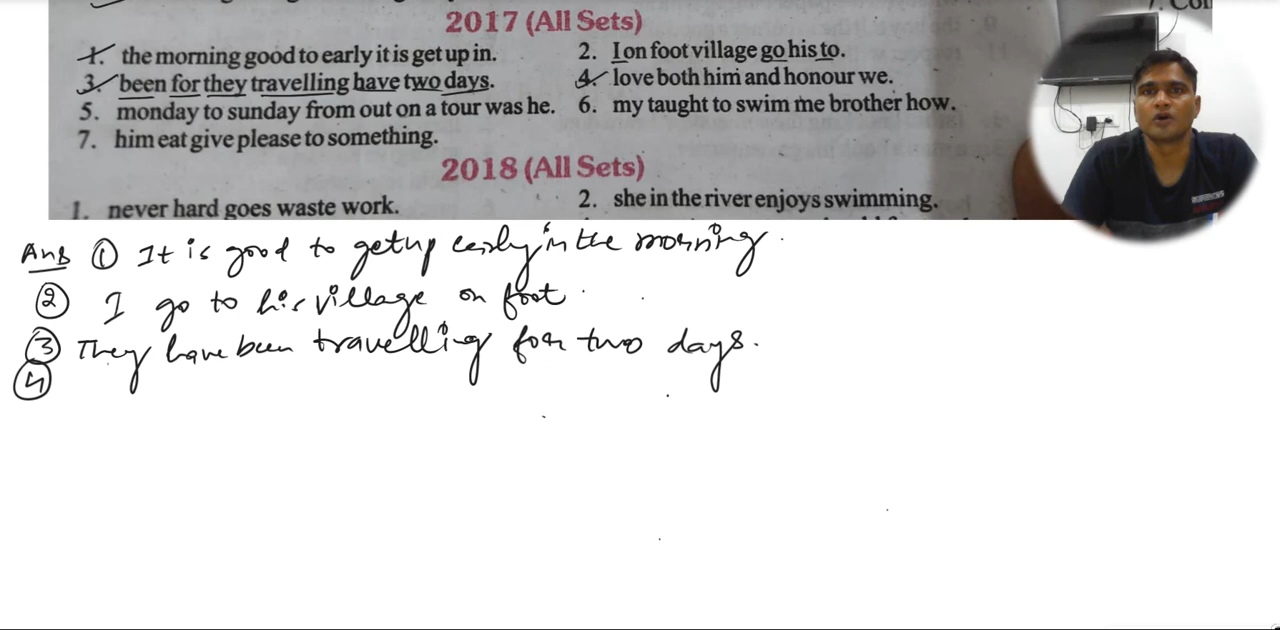 2017 (All Sets)
1. the morning good to early it is get up in. 2. I on foot village go his to.
3. been for they travelling have two days. 4. love both him and honour we.
5. monday to sunday from out on a tour was he. 6. my taught to swim me brother how.
7. him eat give please to something.
2018 (All Sets)
1. never hard goes waste work. 2. she in the river enjoys swimming.
Ans ① It is good to getup early in the morning.
② I go to his village on foot.
③ They have been travelling for two days.
④